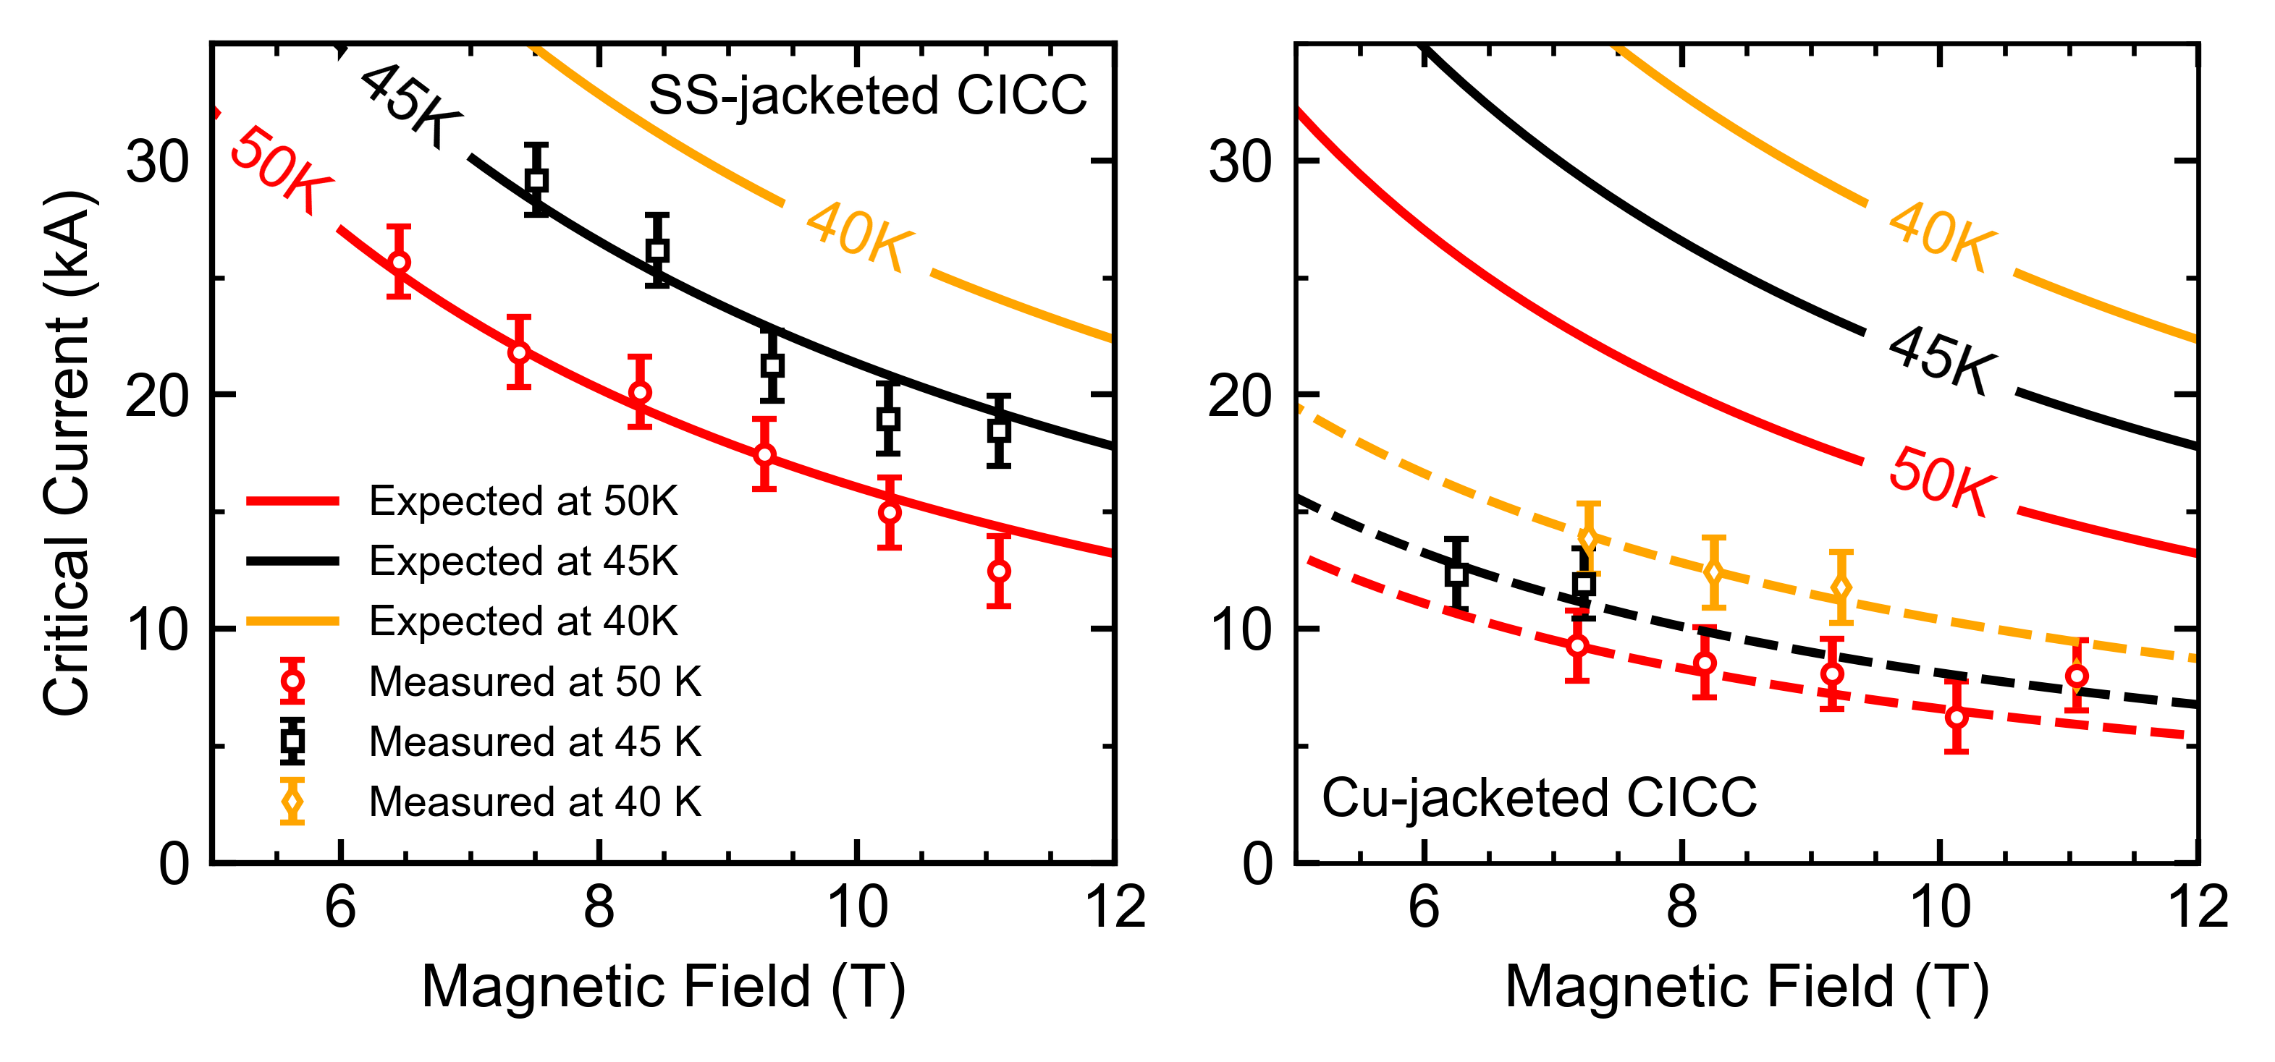 SS-jacketed CICC
45K
50K
40K
30
20
10
0
Critical Current (kA)
Expected at 50K
Expected at 45K
Expected at 40K
Measured at 50 K
Measured at 45 K
Measured at 40 K
6
8
10
12
Magnetic Field (T)
30
20
10
0
40K
45K
50K
Cu-jacketed CICC
6
8
10
12
Magnetic Field (T)